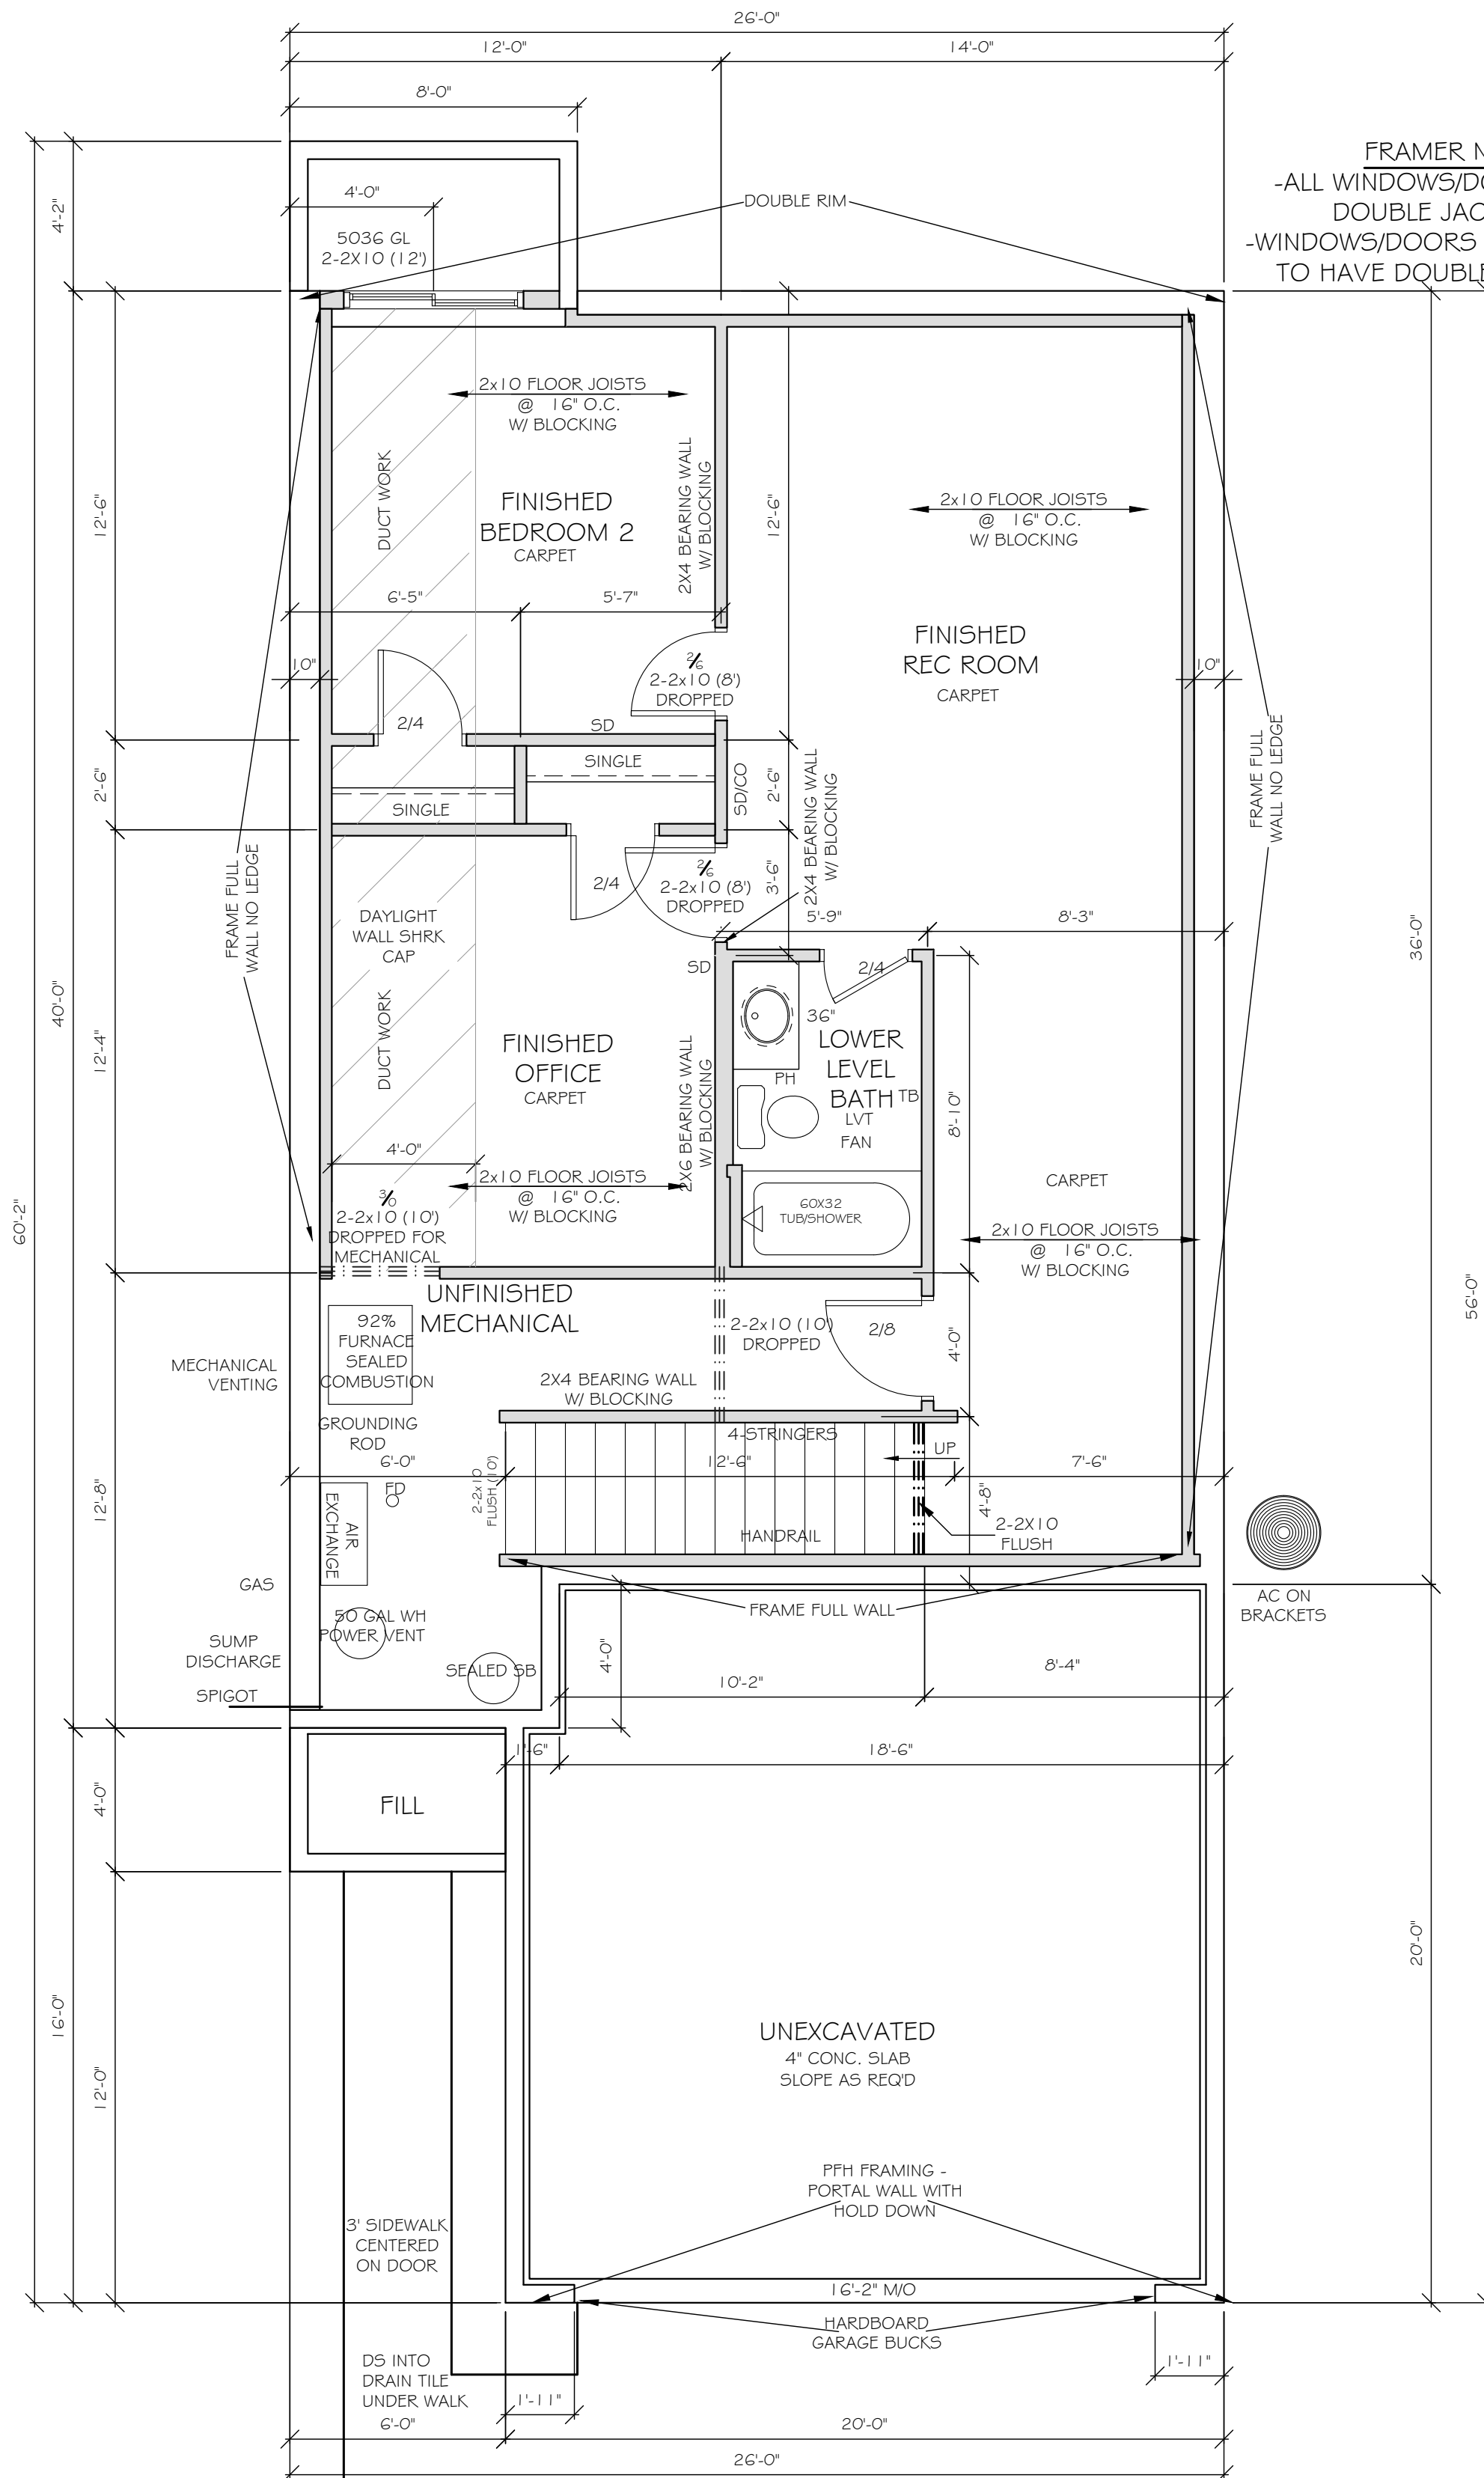 26'-0"
12'-0"
14'-0"
8'-0"
4'-2"
4'-0"
5036 GL
2-2X10 (12')
DOUBLE RIM
FRAMER
-ALL
DOUBLE
-WINDOWS/DOORS
TO HAVE
2x10 FLOOR JOISTS
@ 16" O.C.
W/ BLOCKING
DUCT WORK
FINISHED
BEDROOM 2
CARPET
2X4 BEARING WALL
W/ BLOCKING
12'-6"
12'-6"
2x10 FLOOR JOISTS
@ 16" O.C.
W/ BLOCKING
6'-5"
5'-7"
FINISHED
REC ROOM
CARPET
10"
10"
2/6
2-2x10 (8')
DROPPED
2/4
SD
SINGLE
SINGLE
2'-6"
SD/CO
2'-6"
2X4 BEARING WALL
W/ BLOCKING
FRAME FULL
WALL NO LEDGE
FRAME FULL
WALL NO LEDGE
2/4
2/6
2-2x10 (8')
DROPPED
3'-6"
5'-9"
8'-3"
DAYLIGHT
WALL SHRK
CAP
SD
2/4
36"
40'-0"
36'-0"
12'-4"
DUCT WORK
FINISHED
OFFICE
CARPET
2X6 BEARING WALL
W/ BLOCKING
LOWER
LEVEL
BATH
TB
PH
LVT
FAN
8'-10"
4'-0"
2x10 FLOOR JOISTS
@ 16" O.C.
W/ BLOCKING
3/0
2-2x10 (10')
DROPPED FOR
MECHANICAL
60X32
TUB/SHOWER
CARPET
2x10 FLOOR JOISTS
@ 16" O.C.
W/ BLOCKING
60'-2"
56'-0"
UNFINISHED
MECHANICAL
92%
FURNACE
SEALED
COMBUSTION
MECHANICAL
VENTING
2-2x10 (10')
DROPPED
2/8
4'-0"
2X4 BEARING WALL
W/ BLOCKING
GROUNDING
ROD
4-STRINGERS
UP
6'-0"
12'-6"
7'-6"
2-2x10
FLUSH (10')
FD
12'-8"
AIR
EXCHANGE
4'-8"
HANDRAIL
2-2X10
FLUSH
GAS
AC ON
BRACKETS
FRAME FULL WALL
50 GAL WH
POWER VENT
SUMP
DISCHARGE
SEALED SB
SPIGOT
4'-0"
10'-2"
8'-4"
1'-6"
18'-6"
4'-0"
FILL
20'-0"
16'-0"
12'-0"
UNEXCAVATED
4" CONC. SLAB
SLOPE AS REQ'D
PFH FRAMING -
PORTAL WALL WITH
HOLD DOWN
3' SIDEWALK
CENTERED
ON DOOR
16'-2" M/O
HARDBOARD
GARAGE BUCKS
DS INTO
DRAIN TILE
UNDER WALK
1'-11"
1'-11"
6'-0"
20'-0"
26'-0"